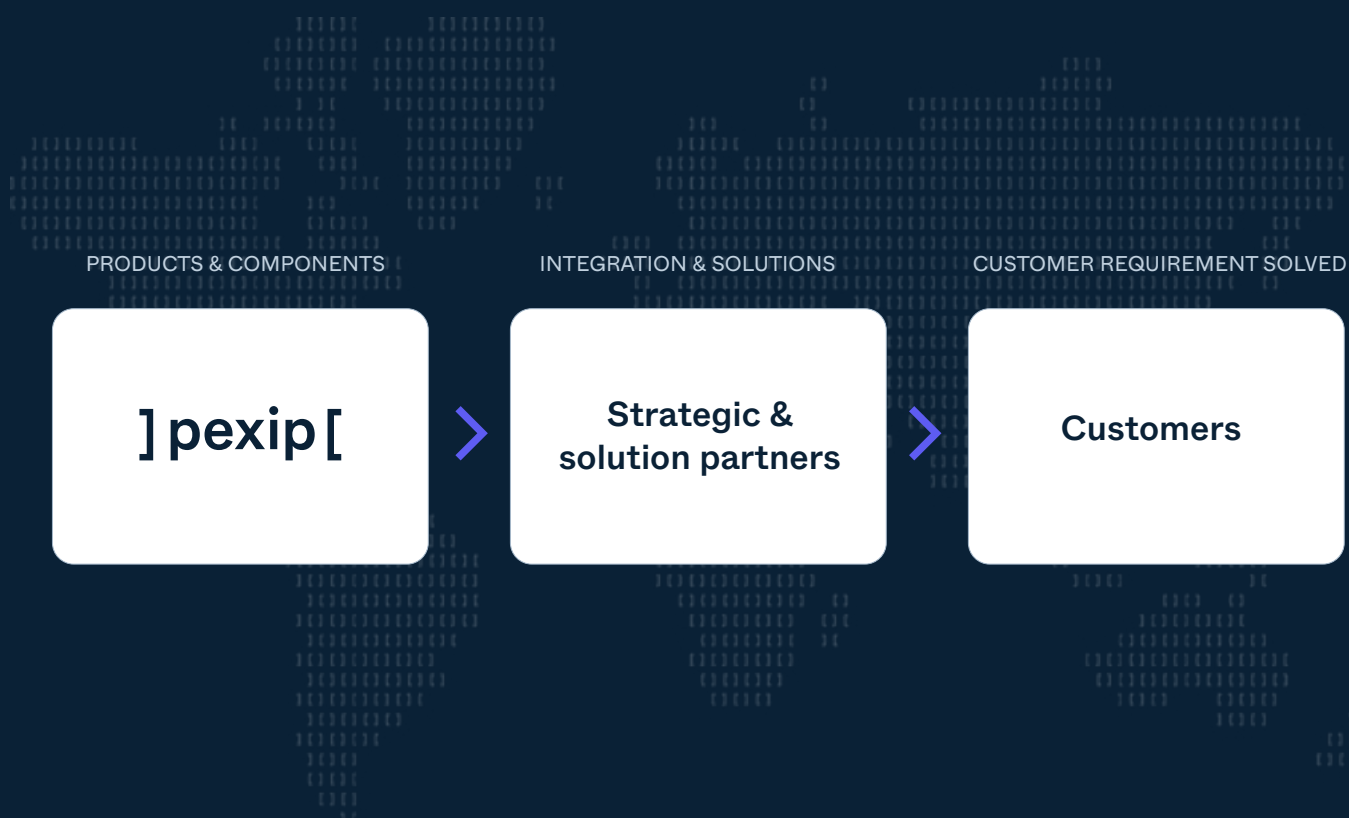 PRODUCTS & COMPONENTS
INTEGRATION & SOLUTIONS
CUSTOMER REQUIREMENT SOLVED
]pexip[
Strategic &
solution partners
Customers